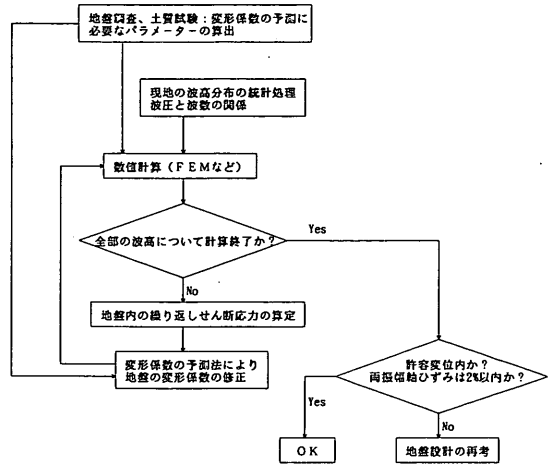 地盤調査、土質試験：変形係数の予測に
必要なパラメーターの算出
現地の波高分布の統計処理
波圧と波数の関係
数値計算（ＦＥＭなど）
全部の波高について計算終了か？
Yes
No
地盤内の繰り返しせん断応力の算定
変形係数の予測法により
地盤の変形係数の修正
許容変位内か？
両振幅軸ひずみは2%以内か？
Yes
No
ＯＫ
地盤設計の再考